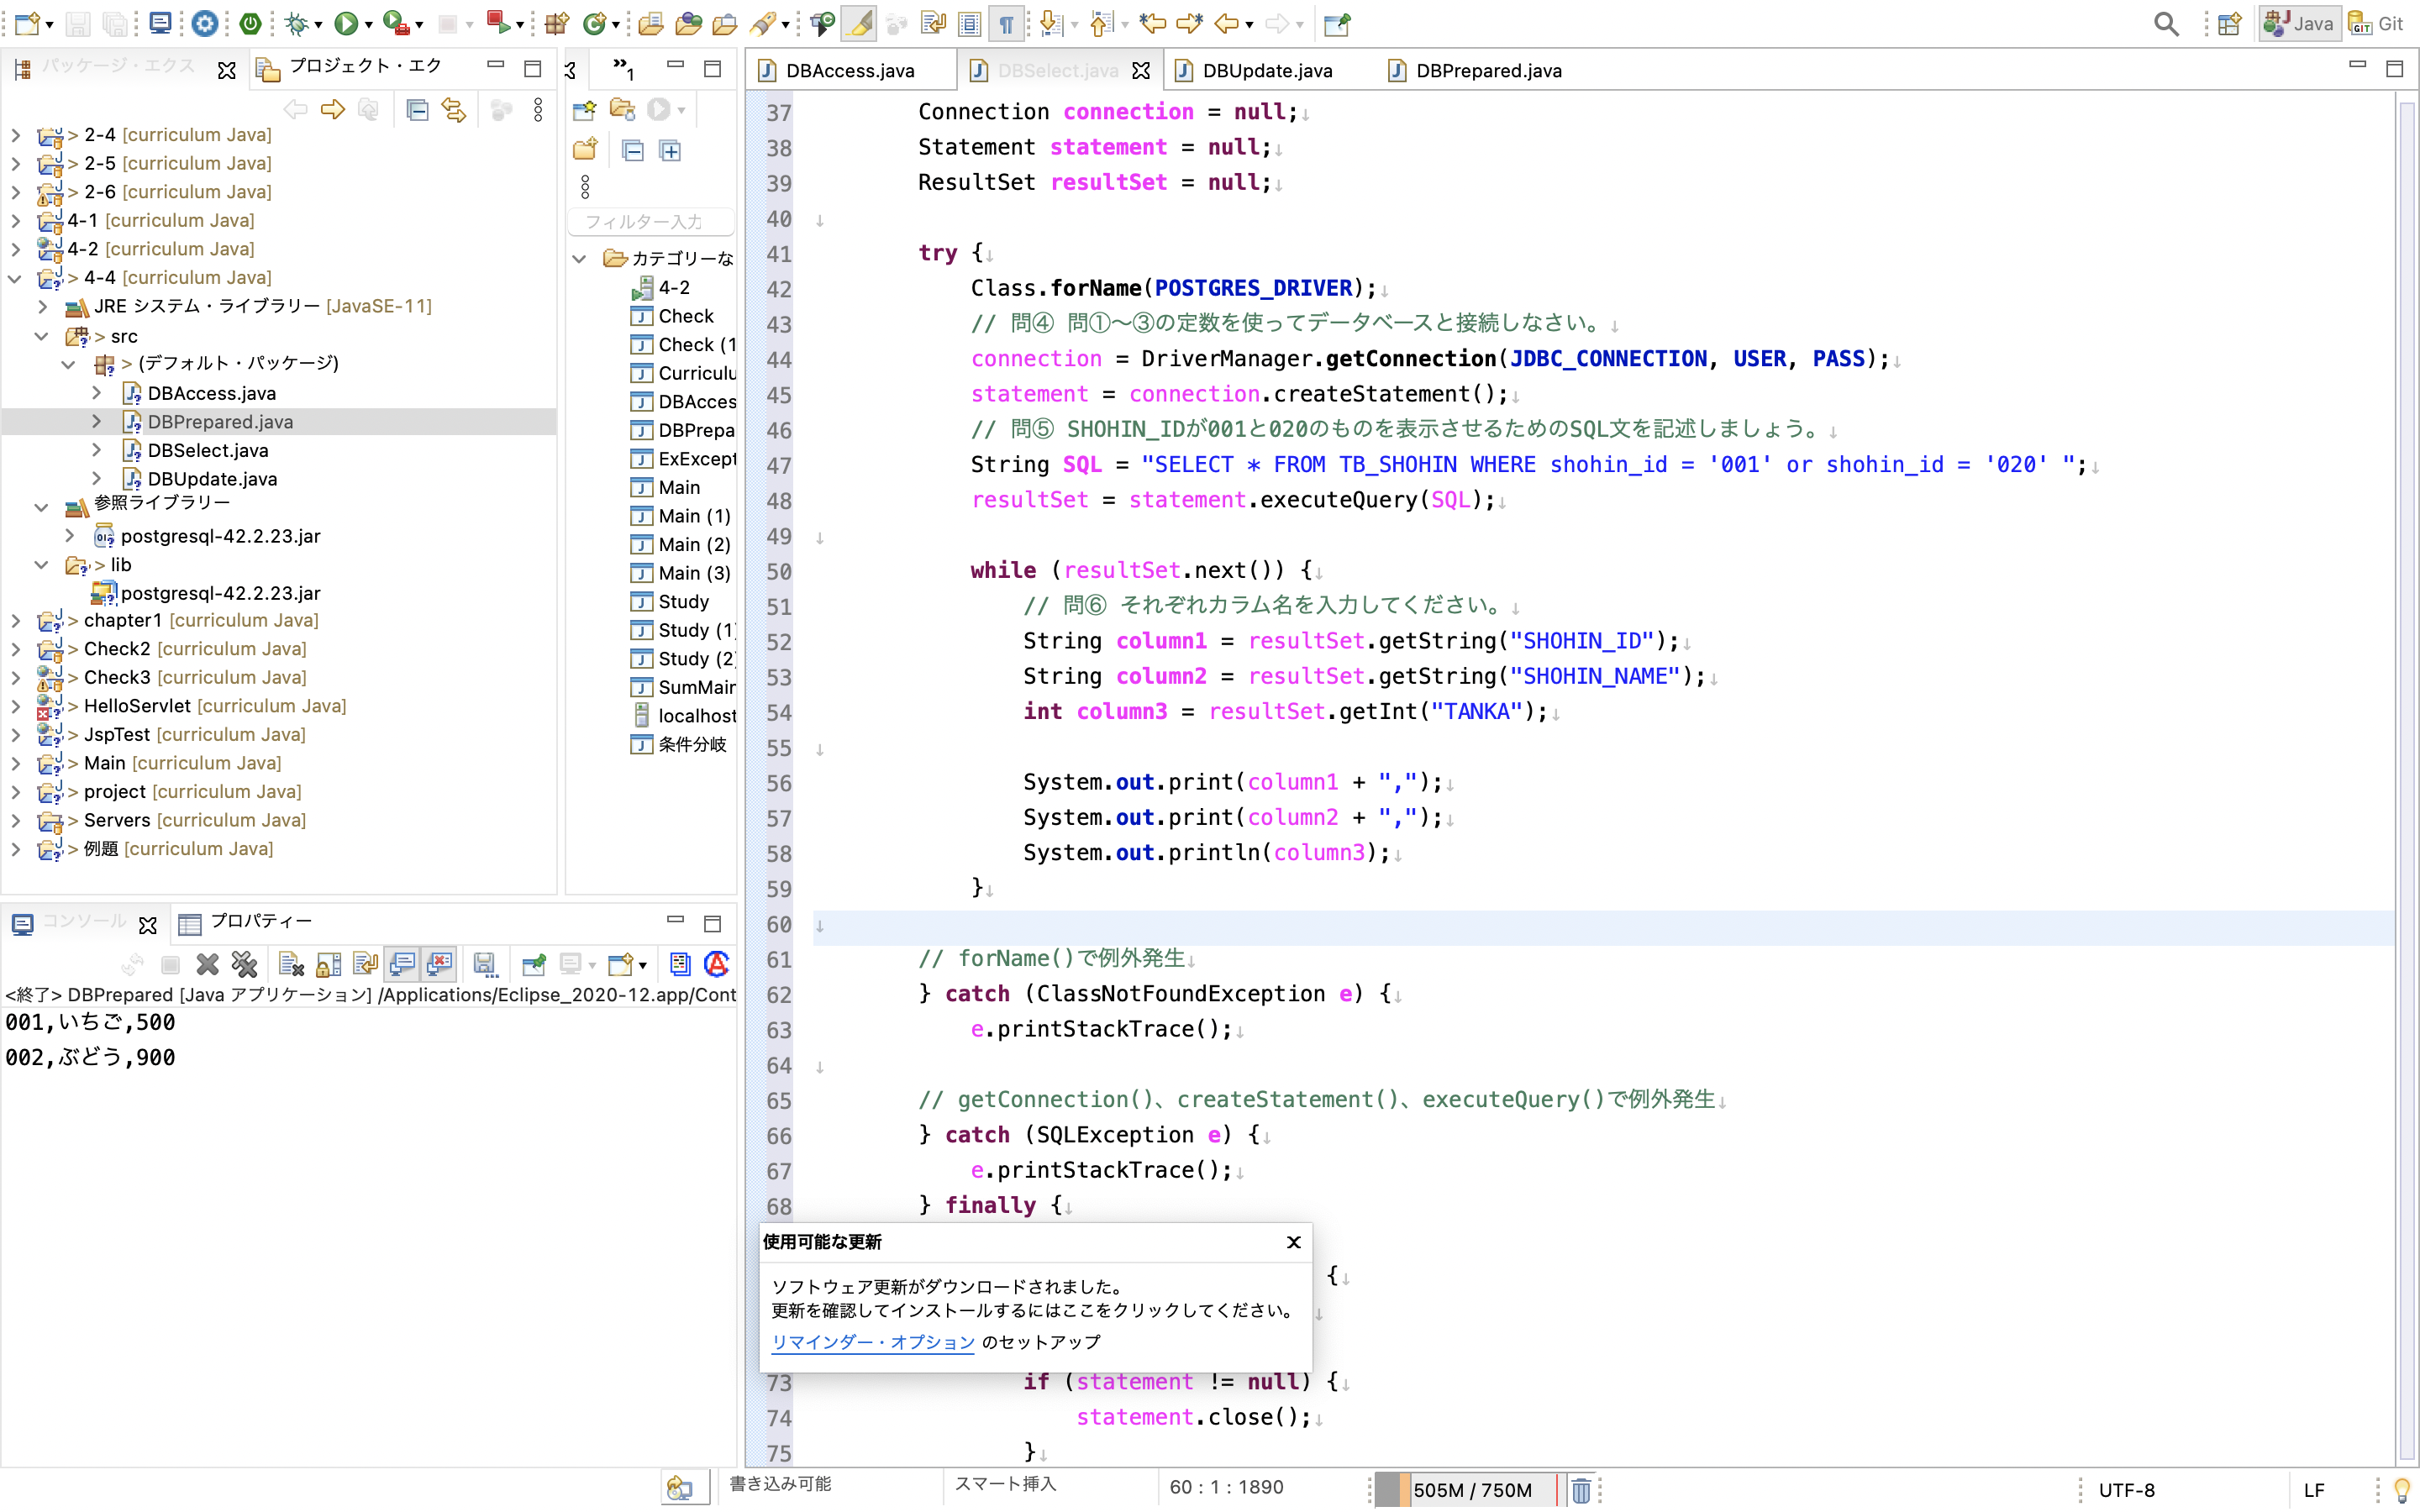 Java
Git
パッケージ・エクス
プロジェクト・エク
> 2-4 [curriculum Java]
> 2-5 [curriculum Java]
> 2-6 [curriculum Java]
4-1 [curriculum Java]
4-2 [curriculum Java]
> 4-4 [curriculum Java]
JRE システム・ライブラリー [JavaSE-11]
> src
> (デフォルト・パッケージ)
DBAccess.java
DBPrepared.java
DBSelect.java
DBUpdate.java
参照ライブラリー
postgresql-42.2.23.jar
> lib
postgresql-42.2.23.jar
> chapter1 [curriculum Java]
> Check2 [curriculum Java]
> Check3 [curriculum Java]
> HelloServlet [curriculum Java]
> JspTest [curriculum Java]
> Main [curriculum Java]
> project [curriculum Java]
> Servers [curriculum Java]
> 例題 [curriculum Java]
»1
フィルター入力
カテゴリーな
4-2
Check
Check (1
Curriculu
DBAcces
DBPrepa
ExExcept
Main
Main (1)
Main (2)
Main (3)
Study
Study (1)
Study (2)
SumMain
localhost
条件分岐
コンソール
プロパティー
<終了> DBPrepared [Java アプリケーション] /Applications/Eclipse_2020-12.app/Cont
001,いちご,500
002,ぶどう,900
DBAccess.java
DBSelect.java
DBUpdate.java
DBPrepared.java
37 Connection connection = null;↓
38 Statement statement = null;↓
39 ResultSet resultSet = null;↓
40 ↓
41 try {↓
42 Class.forName(POSTGRES_DRIVER);↓
43 // 問④ 問①〜③の定数を使ってデータベースと接続しなさい。↓
44 connection = DriverManager.getConnection(JDBC_CONNECTION, USER, PASS);↓
45 statement = connection.createStatement();↓
46 // 問⑤ SHOHIN_IDが001と020のものを表示させるためのSQL文を記述しましょう。↓
47 String SQL = "SELECT * FROM TB_SHOHIN WHERE shohin_id = '001' or shohin_id = '020' ";↓
48 resultSet = statement.executeQuery(SQL);↓
49 ↓
50 while (resultSet.next()) {↓
51 // 問⑥ それぞれカラム名を入力してください。↓
52 String column1 = resultSet.getString("SHOHIN_ID");↓
53 String column2 = resultSet.getString("SHOHIN_NAME");↓
54 int column3 = resultSet.getInt("TANKA");↓
55 ↓
56 System.out.print(column1 + ",");↓
57 System.out.print(column2 + ",");↓
58 System.out.println(column3);↓
59 }↓
60 ↓
61 // forName()で例外発生↓
62 } catch (ClassNotFoundException e) {↓
63 e.printStackTrace();↓
64 ↓
65 // getConnection()、createStatement()、executeQuery()で例外発生↓
66 } catch (SQLException e) {↓
67 e.printStackTrace();↓
68 } finally {↓
{↓
↓
使用可能な更新
ソフトウェア更新がダウンロードされました。
更新を確認してインストールするにはここをクリックしてください。
リマインダー・オプション のセットアップ
73 if (statement != null) {↓
74 statement.close();↓
75 }↓
書き込み可能
スマート挿入
60 : 1 : 1890
505M / 750M
UTF-8
LF